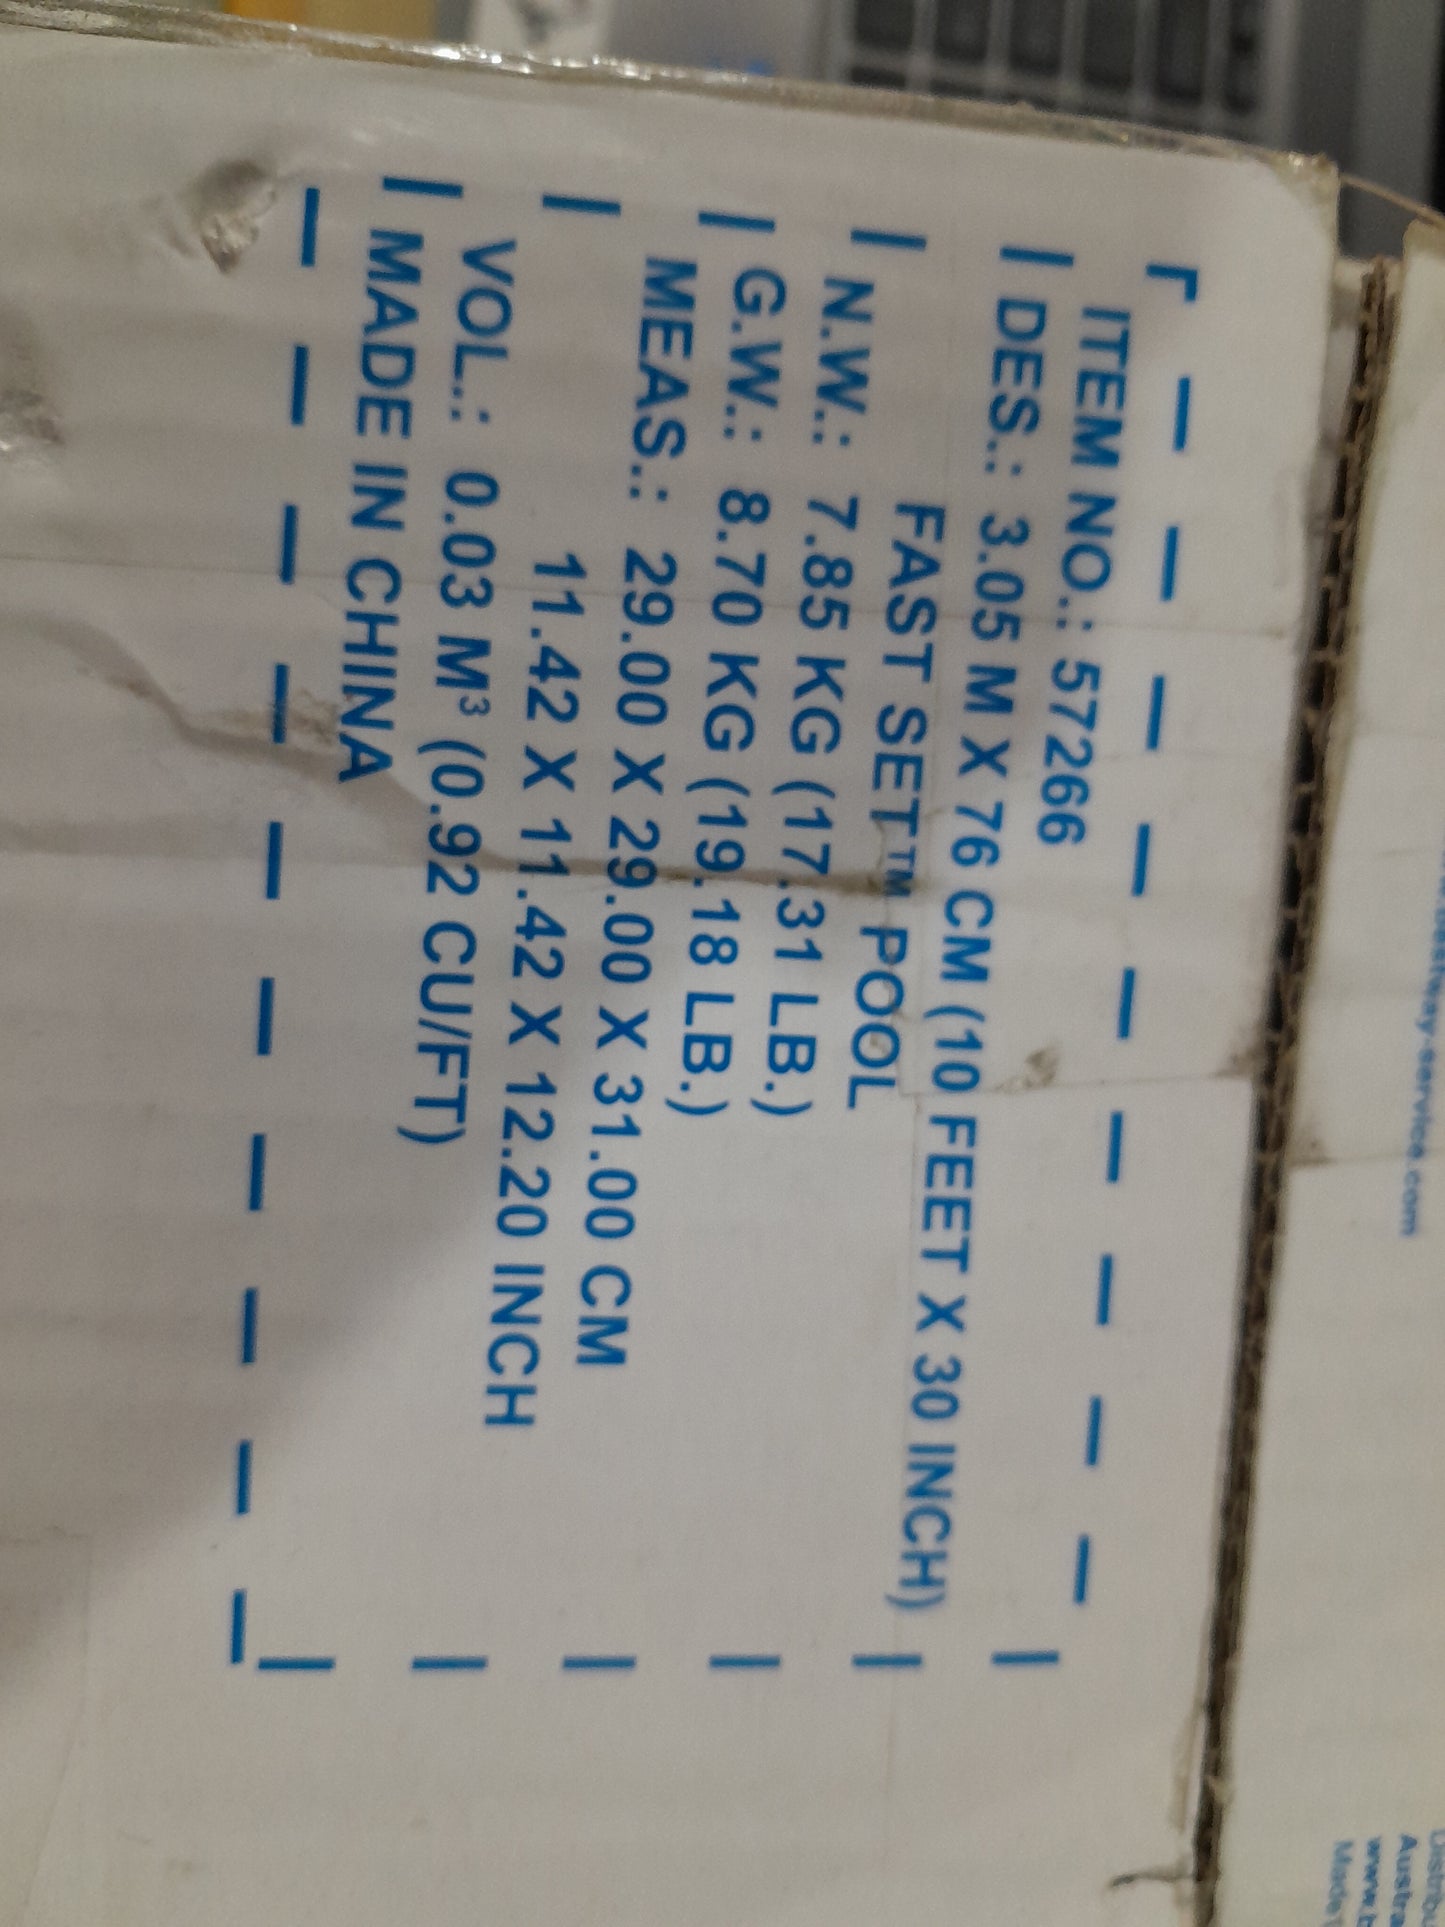 ITEM NO.: 57266
DES.: 3.05 M X 76 CM (10 FEET X 30 INCH)
FAST SET™ POOL
N.W.: 7.85 KG (17.31 LB.)
G.W.: 8.70 KG (19.18 LB.)
MEAS.: 29.00 X 29.00 X 31.00 CM
11.42 X 11.42 X 12.20 INCH
VOL.: 0.03 M³ (0.92 CU/FT)
MADE IN CHINA